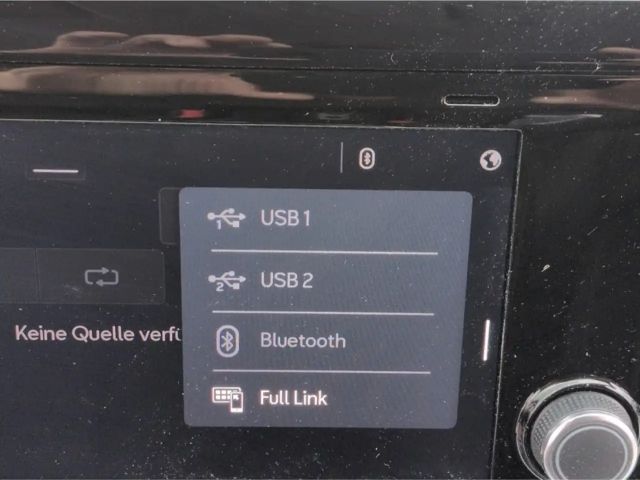 USB 1
USB 2
Keine Quelle verfü
Bluetooth
Full Link